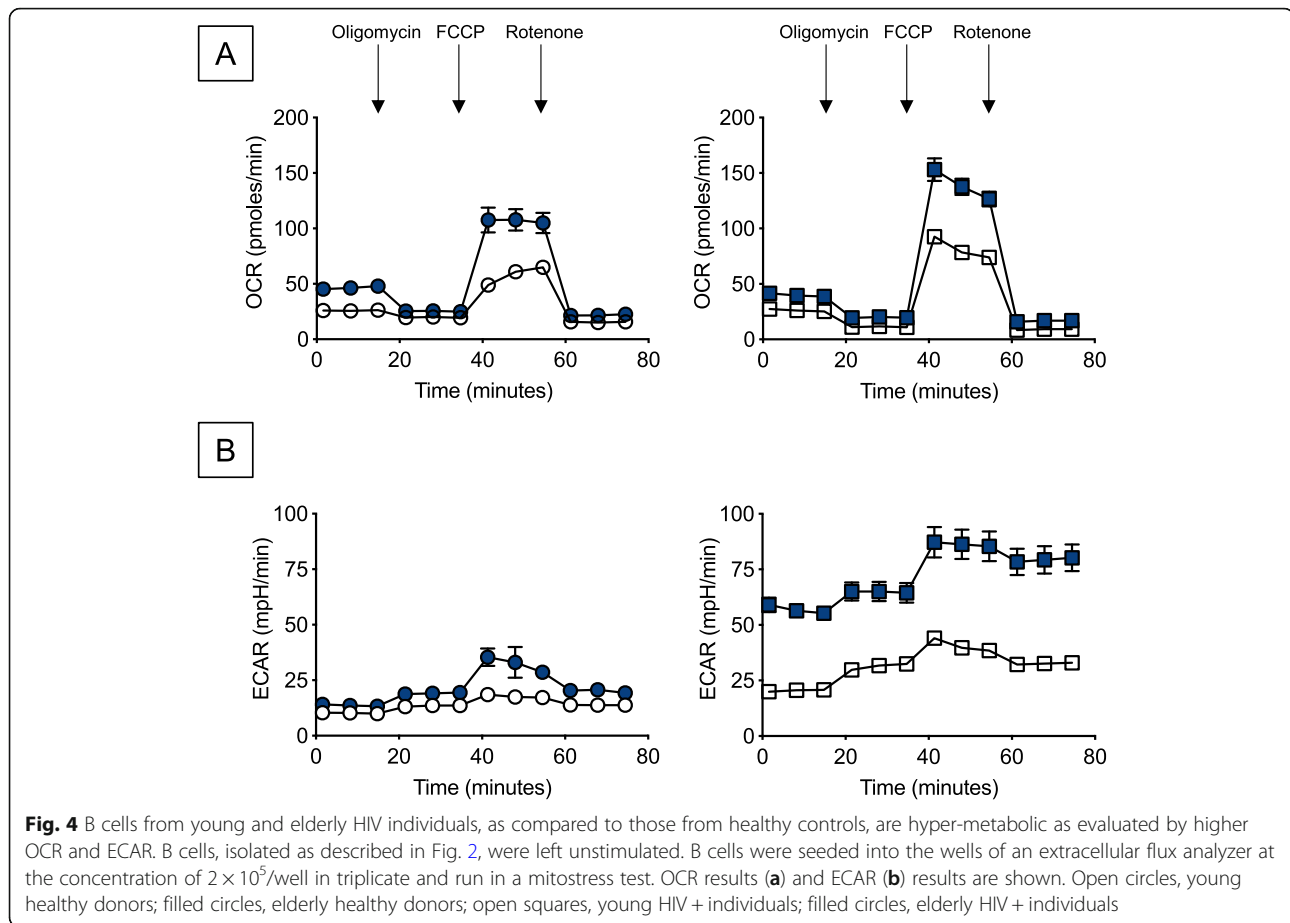 A
Oligomycin FCCP Rotenone
Oligomycin FCCP Rotenone
OCR (pmoles/min)
200
150
100
50
0
0 20 40 60 80
Time (minutes)
OCR (pmoles/min)
200
150
100
50
0
0 20 40 60 80
Time (minutes)
B
ECAR (mpH/min)
100
75
50
25
0
0 20 40 60 80
Time (minutes)
ECAR (mpH/min)
100
75
50
25
0
0 20 40 60 80
Time (minutes)
Fig. 4 B cells from young and elderly HIV individuals, as compared to those from healthy controls, are hyper-metabolic as evaluated by higher
OCR and ECAR. B cells, isolated as described in Fig. 2, were left unstimulated. B cells were seeded into the wells of an extracellular flux analyzer at
the concentration of 2 × 10⁵/well in triplicate and run in a mitostress test. OCR results (a) and ECAR (b) results are shown. Open circles, young
healthy donors; filled circles, elderly healthy donors; open squares, young HIV + individuals; filled circles, elderly HIV + individuals